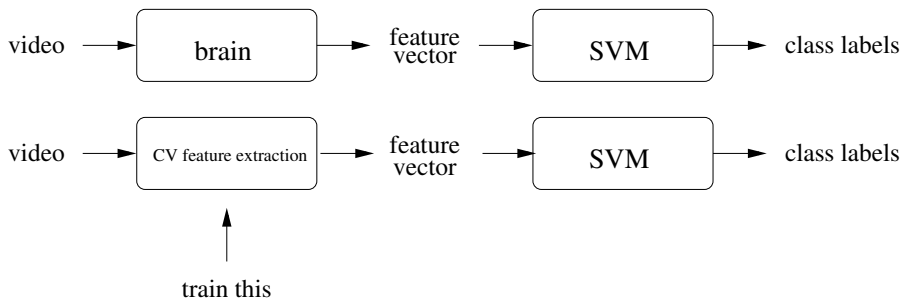 video
brain
feature
vector
SVM
class labels
video
CV feature extraction
feature
vector
SVM
class labels
train this